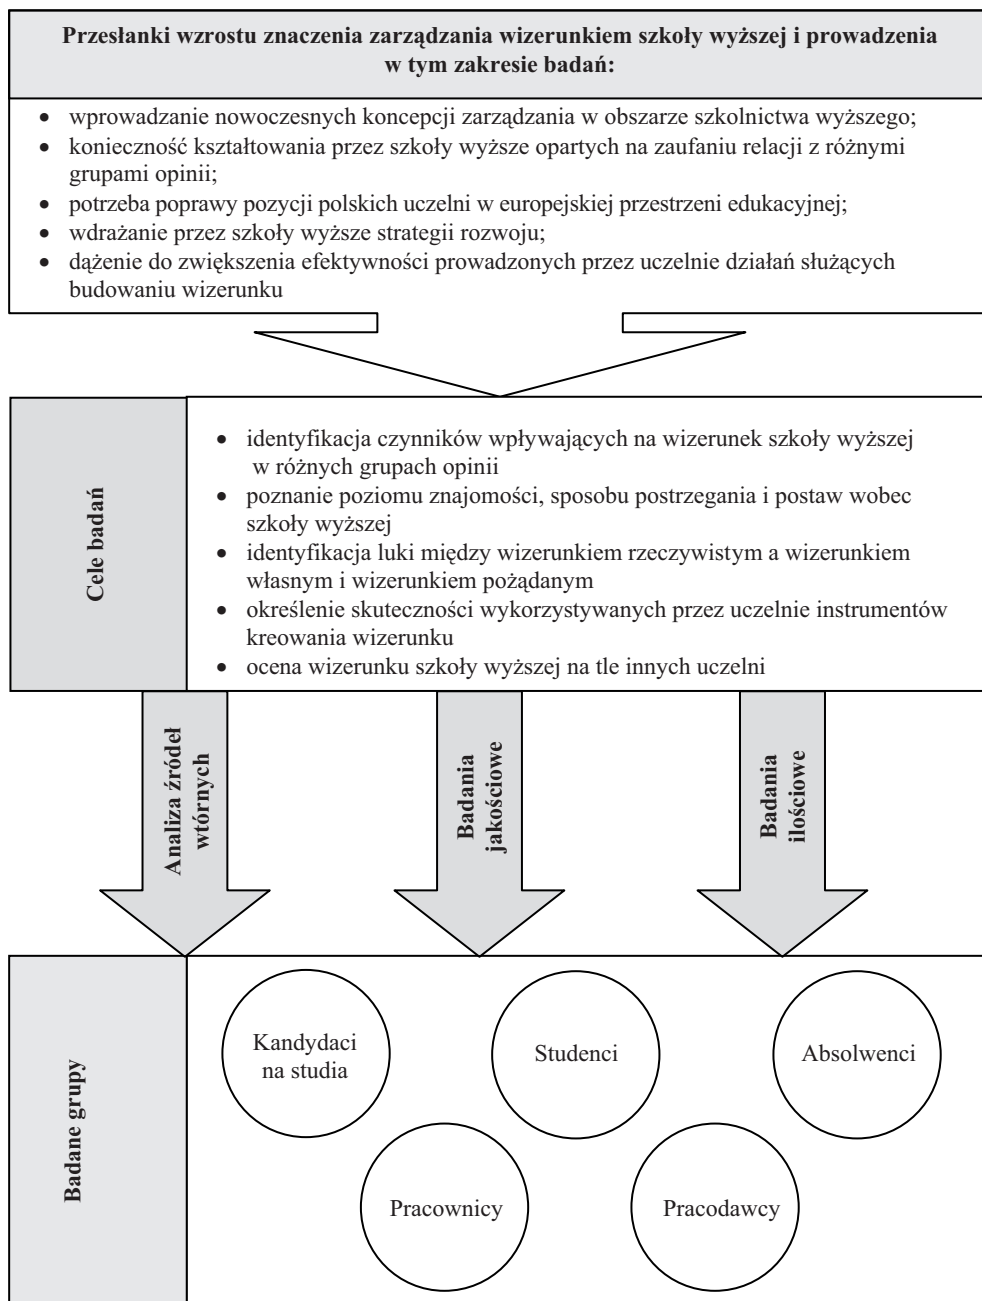 Przesłanki wzrostu znaczenia zarządzania wizerunkiem szkoły wyższej i prowadzenia
w tym zakresie badań:
• wprowadzanie nowoczesnych koncepcji zarządzania w obszarze szkolnictwa wyższego;
• konieczność kształtowania przez szkoły wyższe opartych na zaufaniu relacji z różnymi
grupami opinii;
• potrzeba poprawy pozycji polskich uczelni w europejskiej przestrzeni edukacyjnej;
• wdrażanie przez szkoły wyższe strategii rozwoju;
• dążenie do zwiększenia efektywności prowadzonych przez uczelnie działań służących
budowaniu wizerunku
Cele badań
• identyfikacja czynników wpływających na wizerunek szkoły wyższej
w różnych grupach opinii
• poznanie poziomu znajomości, sposobu postrzegania i postaw wobec
szkoły wyższej
• identyfikacja luki między wizerunkiem rzeczywistym a wizerunkiem
własnym i wizerunkiem pożądanym
• określenie skuteczności wykorzystywanych przez uczelnie instrumentów
kreowania wizerunku
• ocena wizerunku szkoły wyższej na tle innych uczelni
Analiza źródeł
wtórnych
Badania
jakościowe
Badania
ilościowe
Badane grupy
Kandydaci
na studia
Studenci
Absolwenci
Pracownicy
Pracodawcy